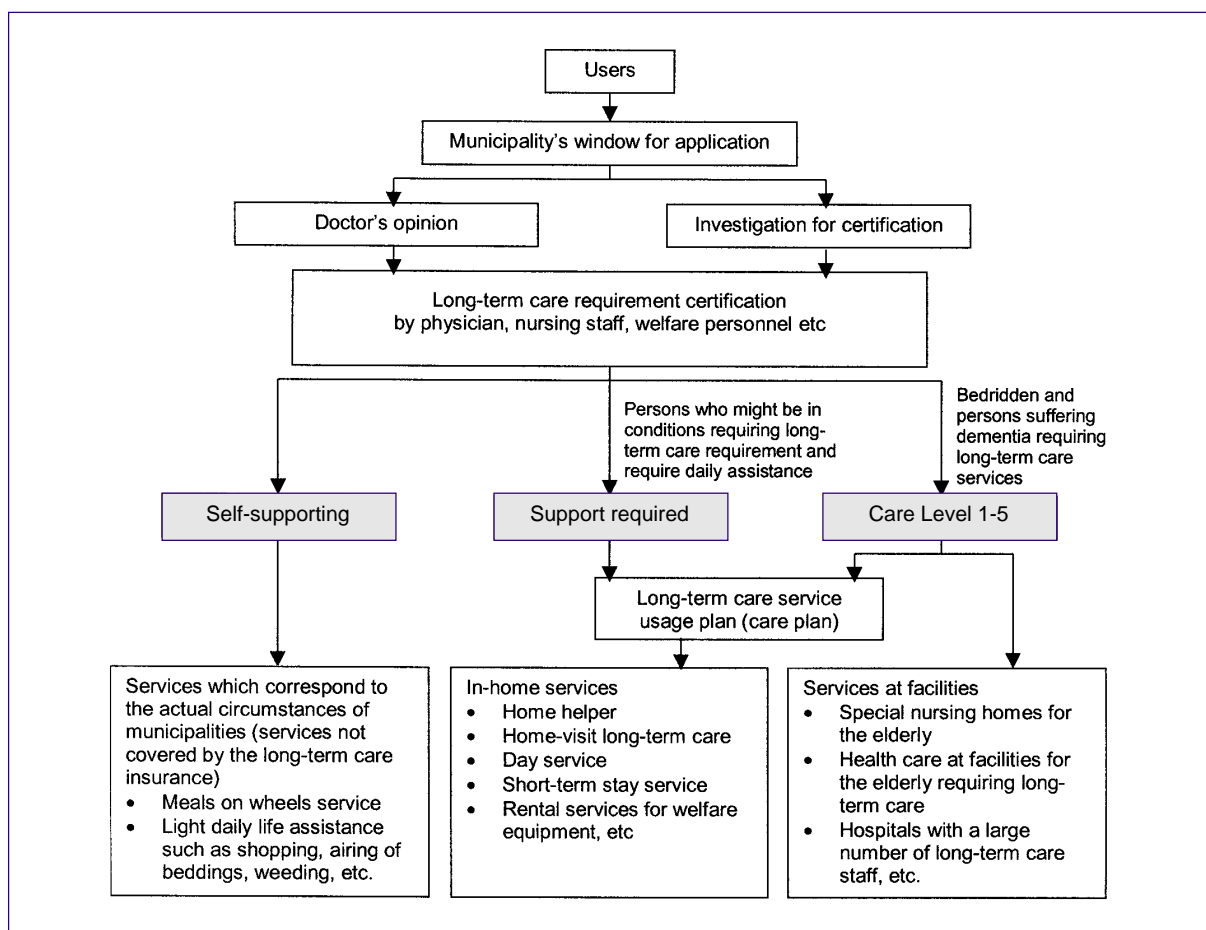 Users
Municipality's window for application
Doctor's opinion
Investigation for certification
Long-term care requirement certification
by physician, nursing staff, welfare personnel etc
Persons who might be in
conditions requiring long-
term care requirement and
require daily assistance
Bedridden and
persons suffering
dementia requiring
long-term care
services
Self-supporting
Support required
Care Level 1-5
Long-term care service
usage plan (care plan)
Services which correspond to
the actual circumstances of
municipalities (services not
covered by the long-term care
insurance)
• Meals on wheels service
• Light daily life assistance
such as shopping, airing of
beddings, weeding, etc.
In-home services
• Home helper
• Home-visit long-term care
• Day service
• Short-term stay service
• Rental services for welfare
equipment, etc
Services at facilities
• Special nursing homes for
the elderly
• Health care at facilities for
the elderly requiring long-
term care
• Hospitals with a large
number of long-term care
staff, etc.